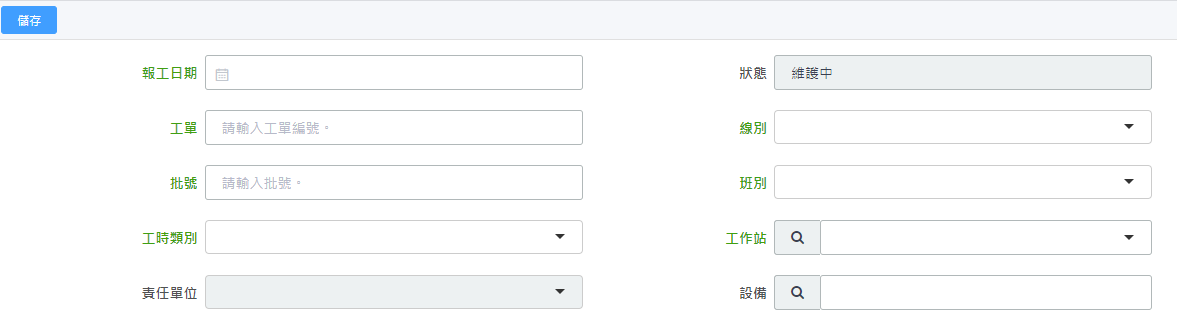 儲存
報工日期
狀態 維護中
工單 請輸入工單編號。
線別
批號 請輸入批號。
班別
工時類別
工作站
責任單位
設備